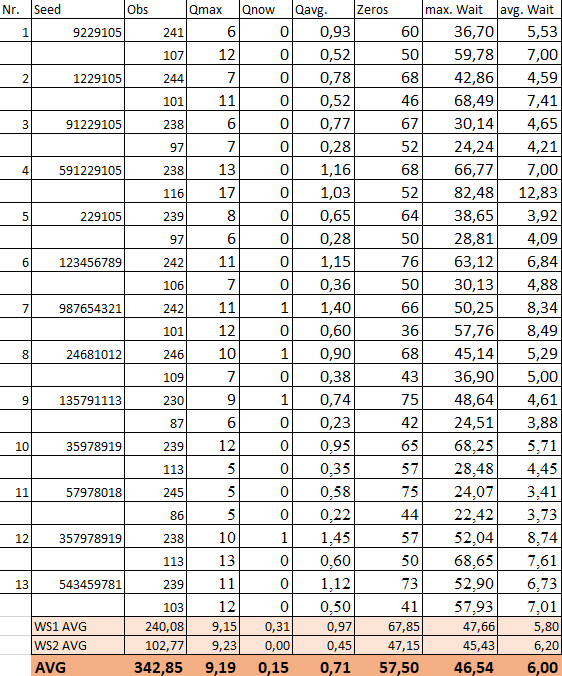 Nr. Seed Obs Qmax Qnow Qavg. Zeros max. Wait avg. Wait
1 9229105 241 6 0 0,93 60 36,70 5,53
107 12 0 0,52 50 59,78 7,00
2 1229105 244 7 0 0,78 68 42,86 4,59
101 11 0 0,52 46 68,49 7,41
3 91229105 238 6 0 0,77 67 30,14 4,65
97 7 0 0,28 52 24,24 4,21
4 591229105 238 13 0 1,16 68 66,77 7,00
116 17 0 1,03 52 82,48 12,83
5 229105 239 8 0 0,65 64 38,65 3,92
97 6 0 0,28 50 28,81 4,09
6 123456789 242 11 0 1,15 76 63,12 6,84
106 7 0 0,36 50 30,13 4,88
7 987654321 242 11 1 1,40 66 50,25 8,34
101 12 0 0,60 36 57,76 8,49
8 24681012 246 10 1 0,90 68 45,14 5,29
109 7 0 0,38 43 36,90 5,00
9 135791113 230 9 1 0,74 75 48,64 4,61
87 6 0 0,23 42 24,51 3,88
10 35978919 239 12 0 0,95 65 68,25 5,71
113 5 0 0,35 57 28,48 4,45
11 57978018 245 5 0 0,58 75 24,07 3,41
86 5 0 0,22 44 22,42 3,73
12 357978919 238 10 1 1,45 57 52,04 8,74
113 13 0 0,60 50 68,65 7,61
13 543459781 239 11 0 1,12 73 52,90 6,73
103 12 0 0,50 41 57,93 7,01
WS1 AVG 240,08 9,15 0,31 0,97 67,85 47,66 5,80
WS2 AVG 102,77 9,23 0,00 0,45 47,15 45,43 6,20
AVG 342,85 9,19 0,15 0,71 57,50 46,54 6,00